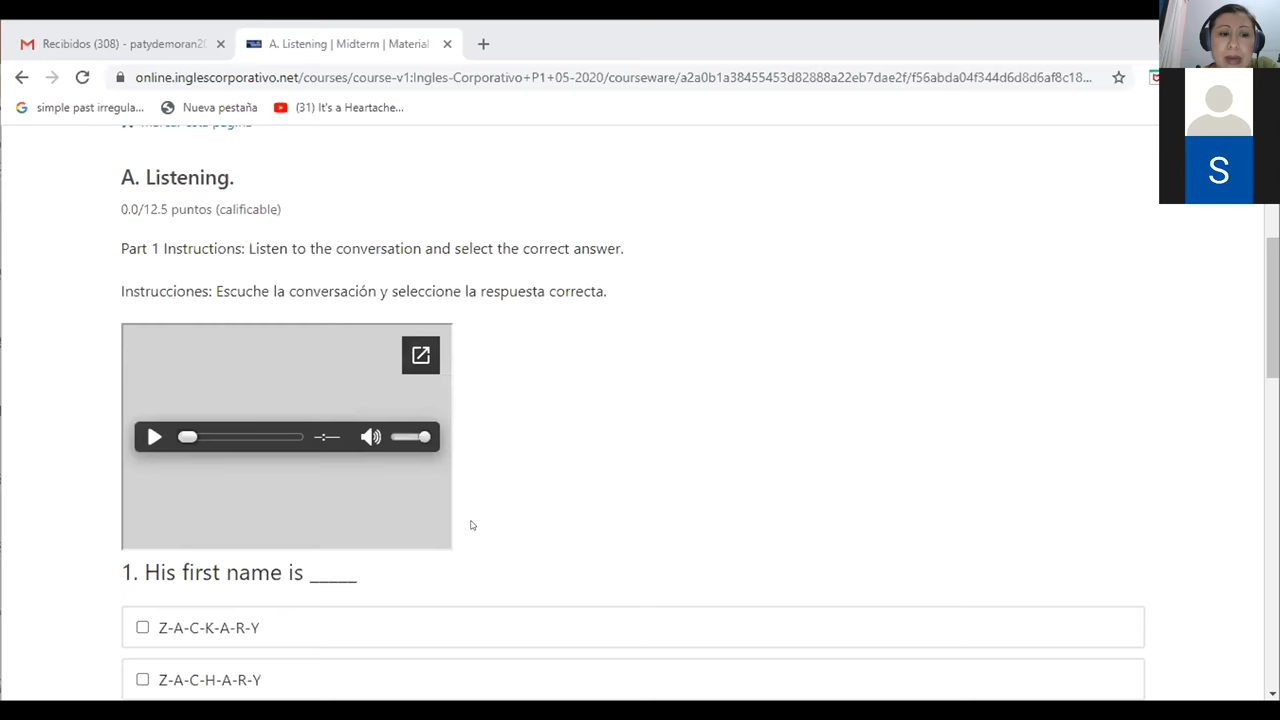 Recibidos (308) - patydemoran20
A. Listening | Midterm | Material
online.inglescorporativo.net/courses/course-v1:Ingles-Corporativo+P1+05-2020/courseware/a2a0b1a38455453d82888a22eb7dae2f/f56abda04f344d6d8d6af8c18...
simple past irregula...
Nueva pestaña
(31) It's a Heartache...
A. Listening.
0.0/12.5 puntos (calificable)
Part 1 Instructions: Listen to the conversation and select the correct answer.
Instrucciones: Escuche la conversación y seleccione la respuesta correcta.
--:--
1. His first name is _____
Z-A-C-K-A-R-Y
Z-A-C-H-A-R-Y
S